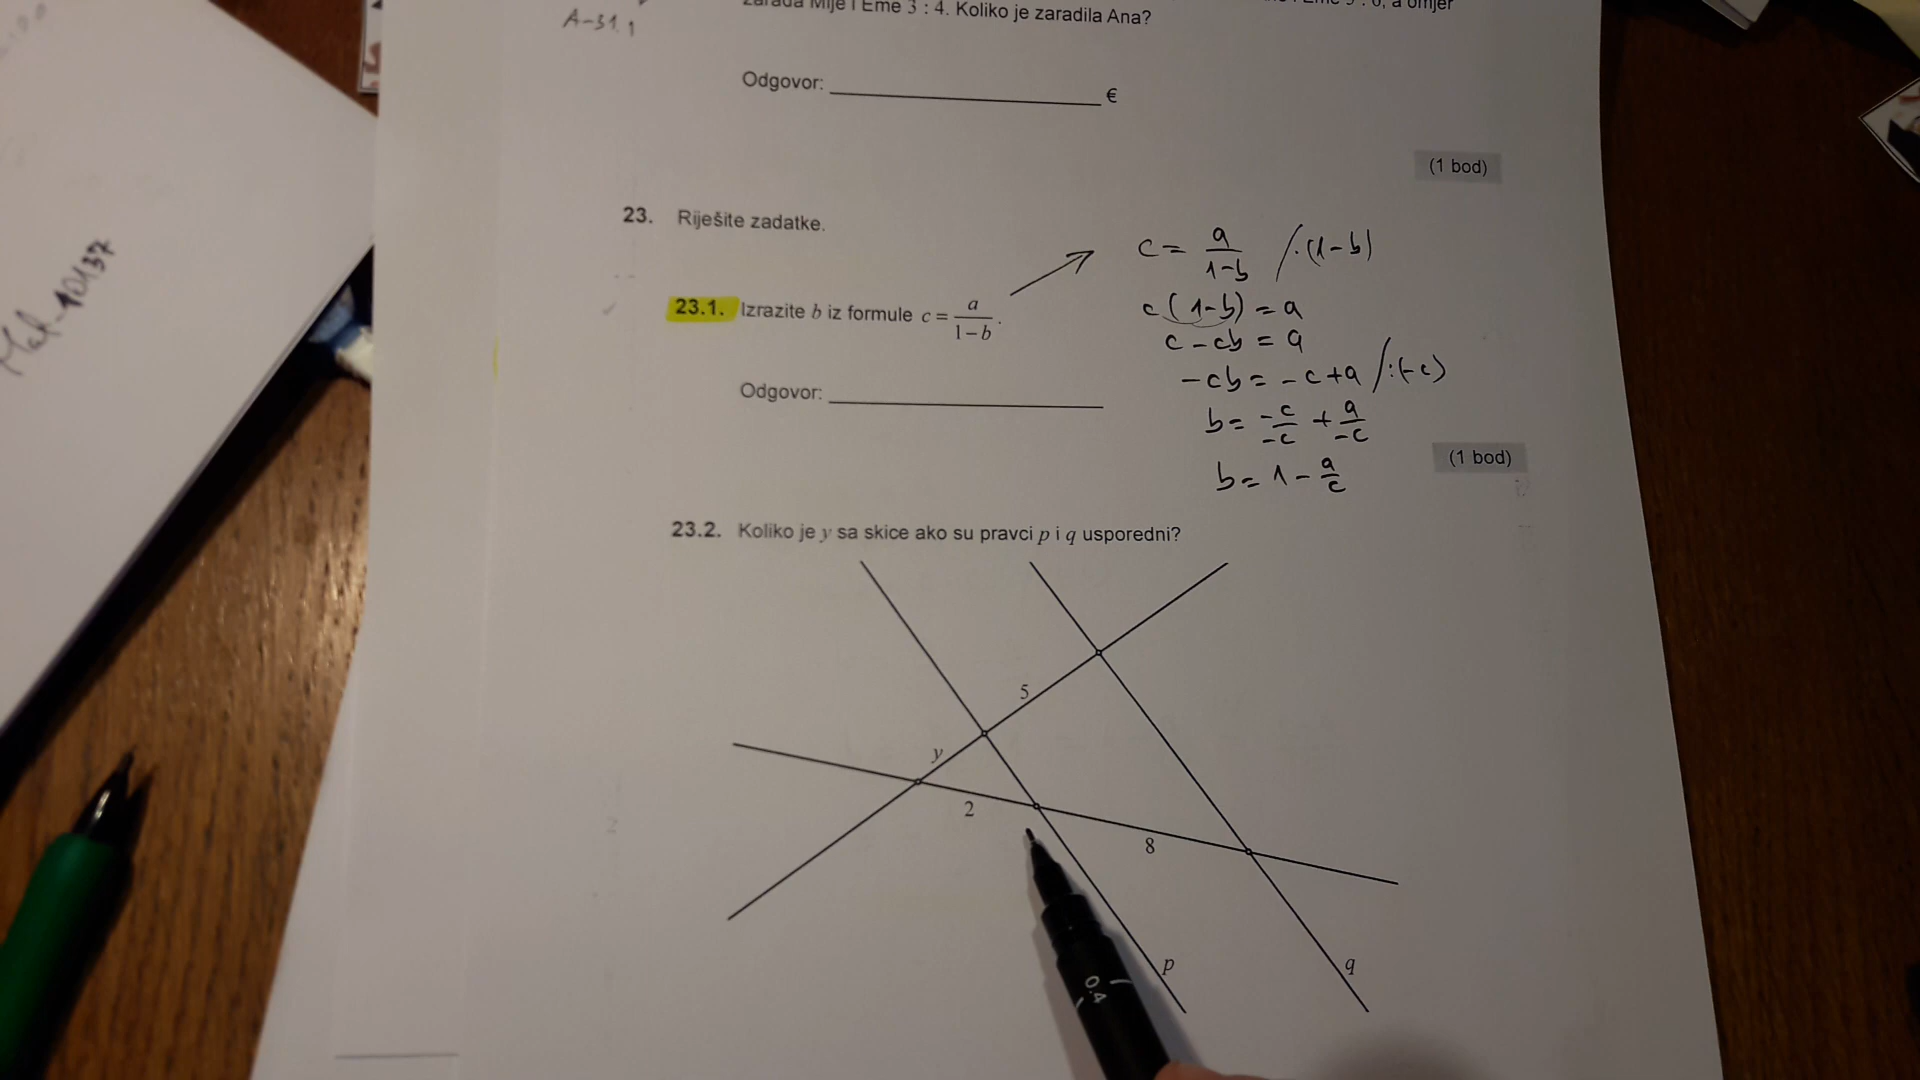 zarada Mije i Eme 3 : 4. Koliko je zaradila Ana?
A-31.1
Odgovor: ____________ €
(1 bod)
23. Riješite zadatke.
23.1. Izrazite b iz formule c = a/(1−b).
Odgovor: ____________
c = a/(1-b) /·(1-b)
c(1-b) = a
c - cb = a
-cb = -c+a /:(-c)
b = -c/-c + a/-c
b = 1 - a/c
(1 bod)
23.2. Koliko je y sa skice ako su pravci p i q usporedni?
5
y
2
8
p
q
0.4